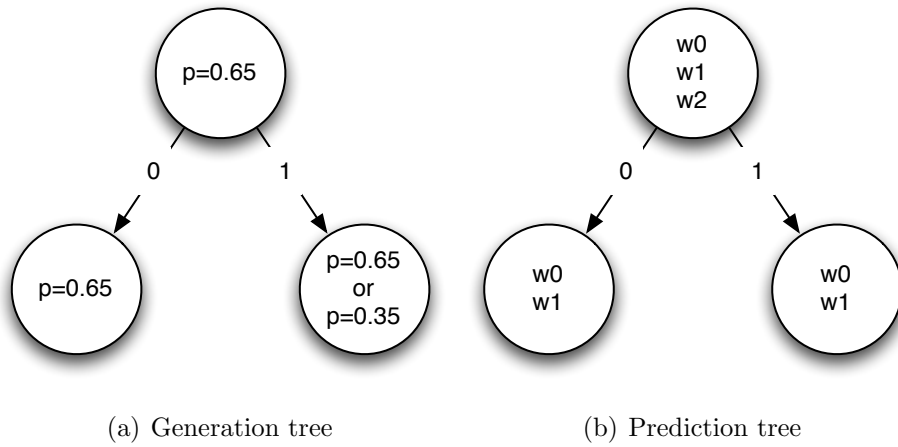 p=0.65
0
1
p=0.65
p=0.65
or
p=0.35
(a) Generation tree
w0
w1
w2
0
1
w0
w1
w0
w1
(b) Prediction tree